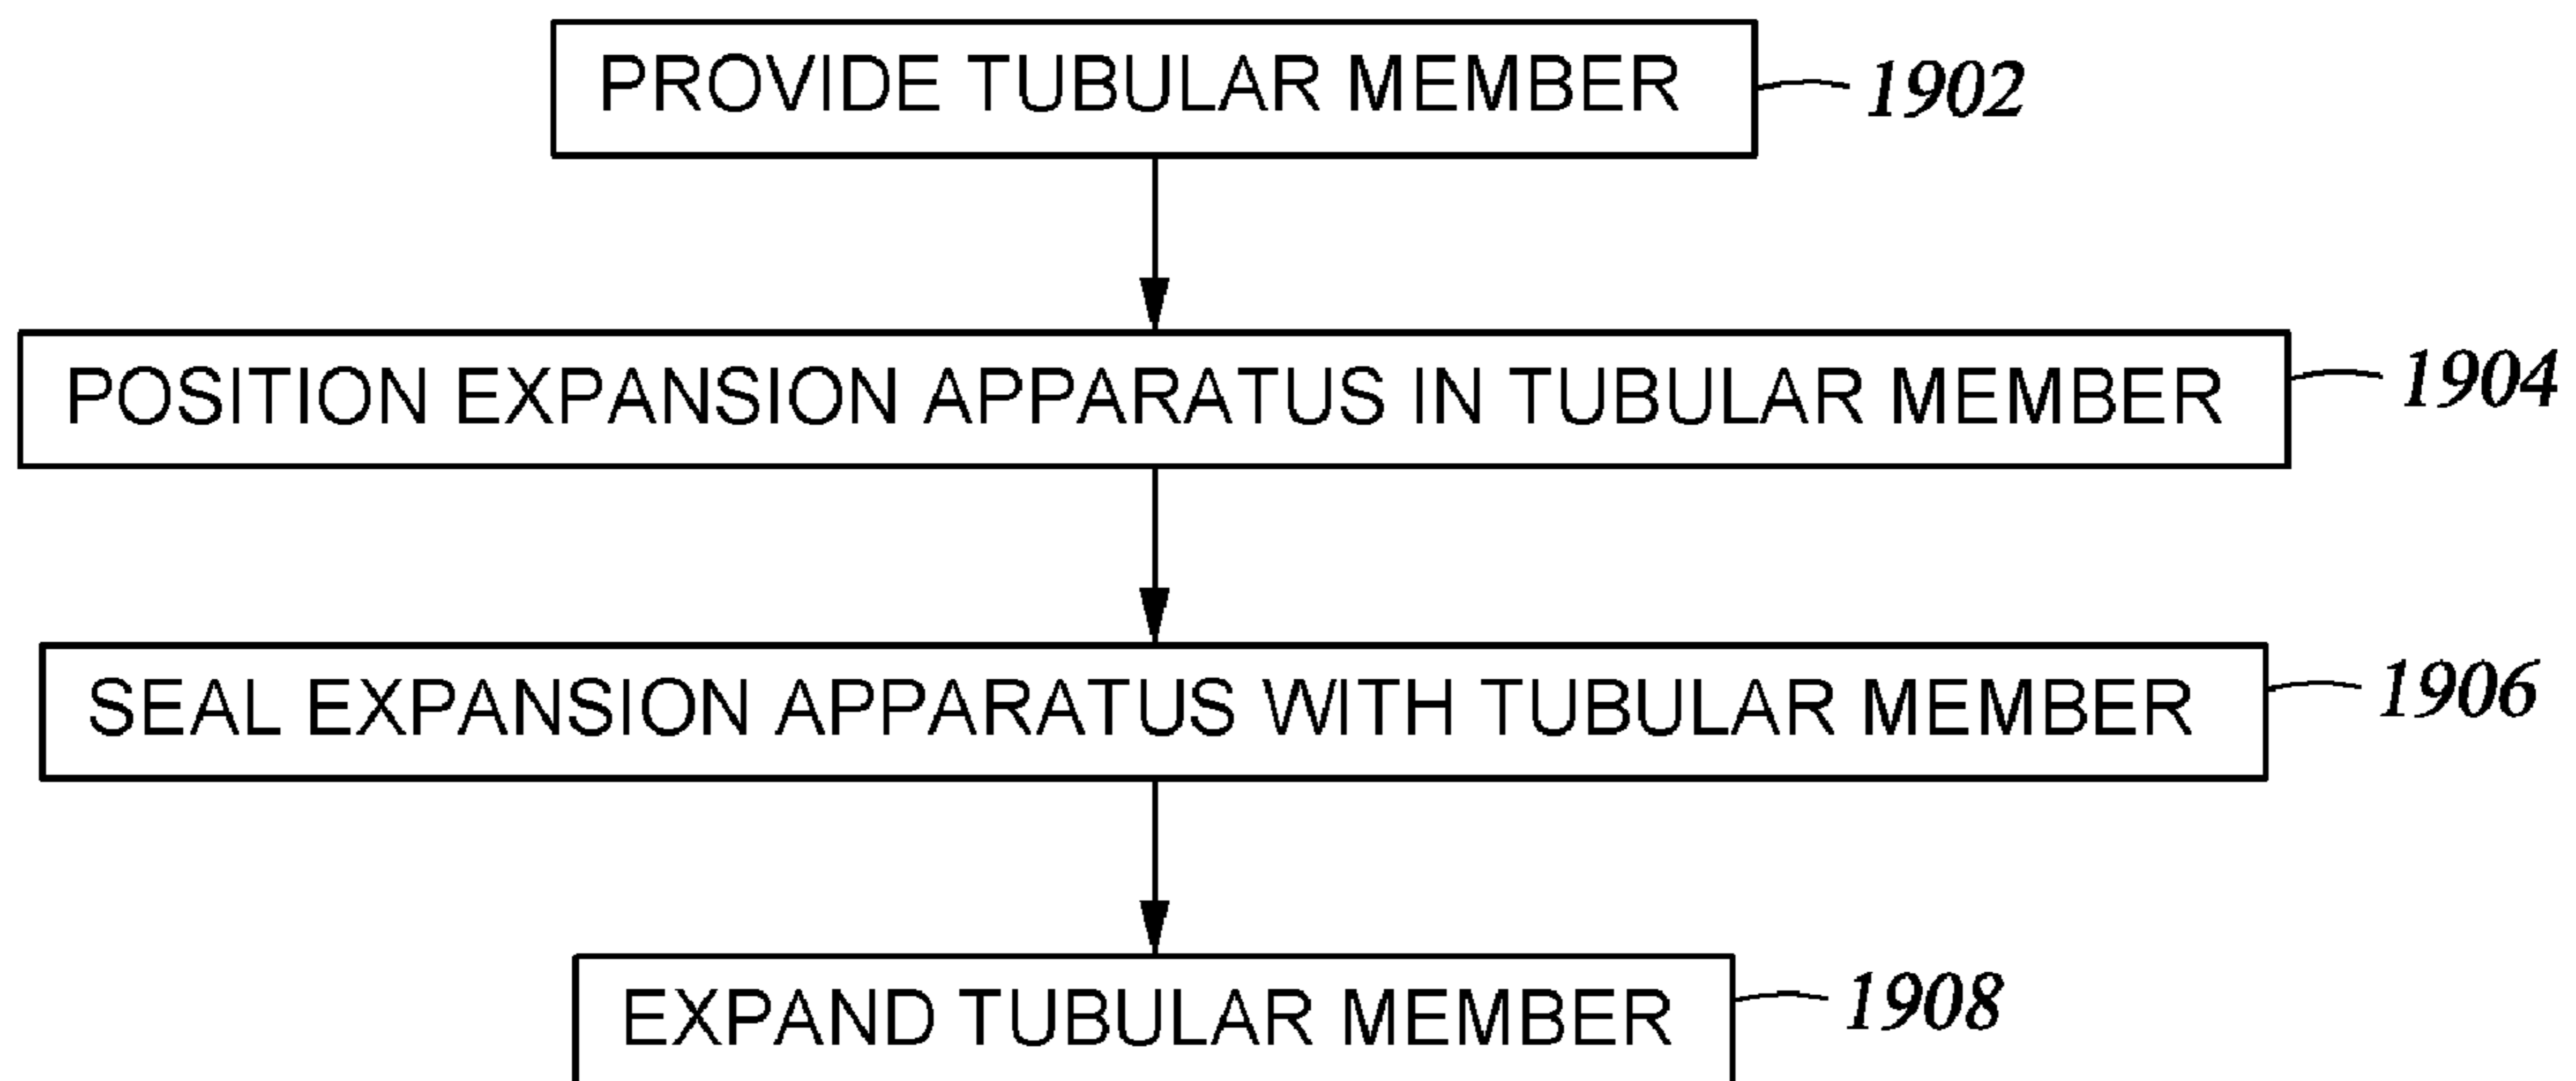 PROVIDE TUBULAR MEMBER 1902
POSITION EXPANSION APPARATUS IN TUBULAR MEMBER 1904
SEAL EXPANSION APPARATUS WITH TUBULAR MEMBER 1906
EXPAND TUBULAR MEMBER 1908